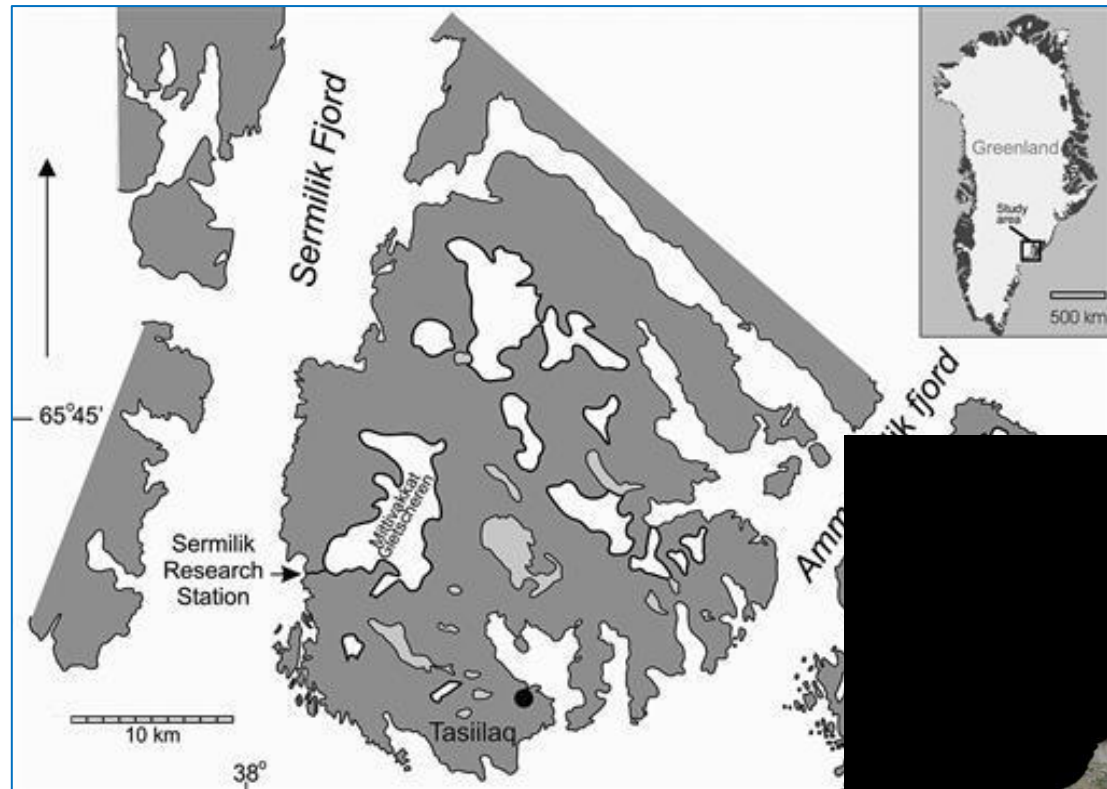 Sermilik Fjord
Greenland
Study
area
500 km
65°45'
Mittivakkat
Gletscheren
Sermilik
Research
Station
fjord
Tasiilaq
10 km
38°